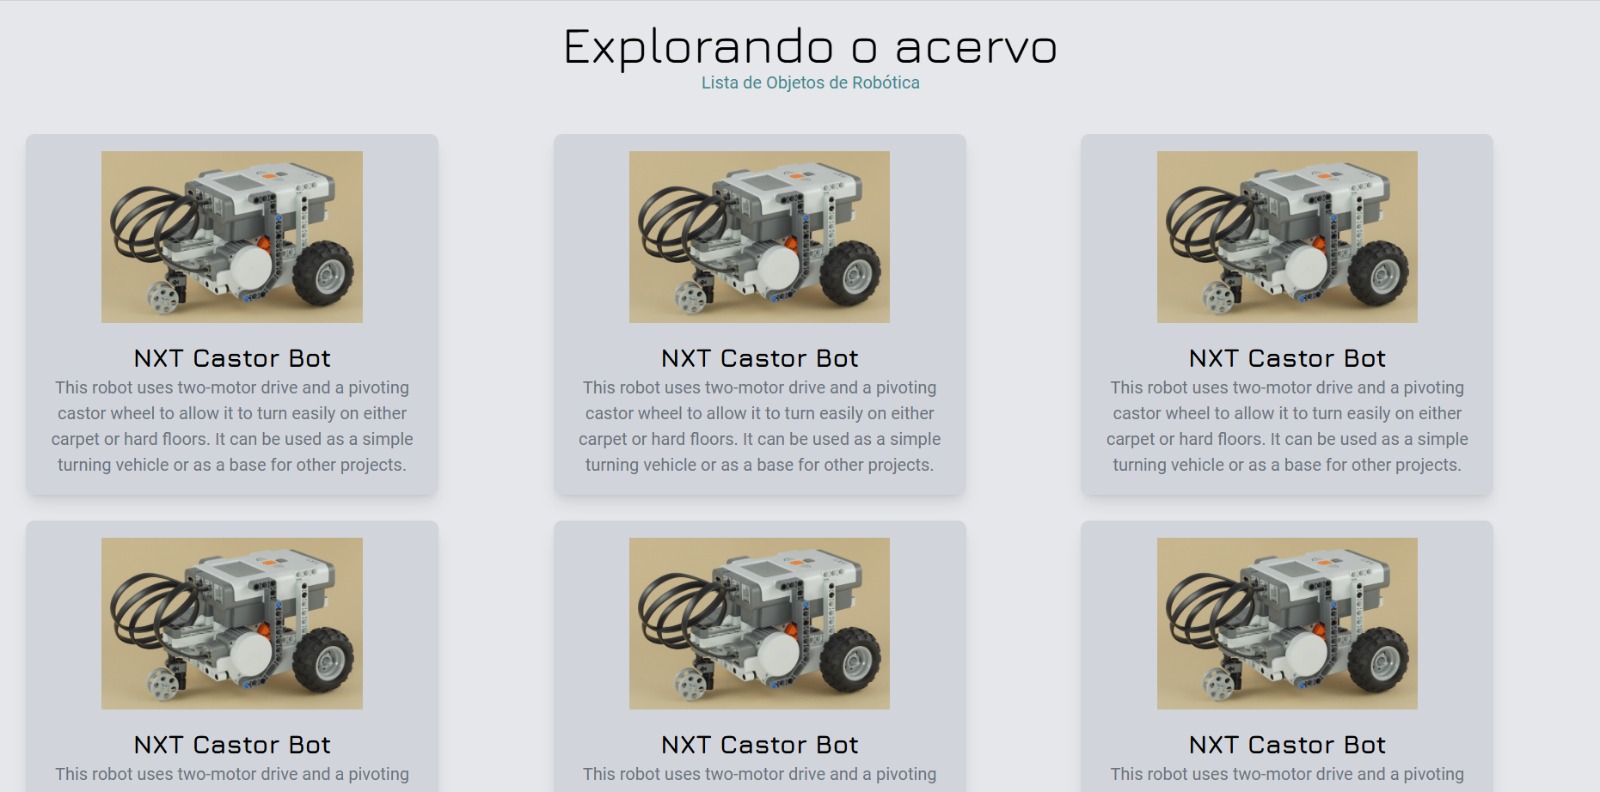 Explorando o acervo
Lista de Objetos de Robótica
NXT Castor Bot
This robot uses two-motor drive and a pivoting
castor wheel to allow it to turn easily on either
carpet or hard floors. It can be used as a simple
turning vehicle or as a base for other projects.
NXT Castor Bot
This robot uses two-motor drive and a pivoting
castor wheel to allow it to turn easily on either
carpet or hard floors. It can be used as a simple
turning vehicle or as a base for other projects.
NXT Castor Bot
This robot uses two-motor drive and a pivoting
castor wheel to allow it to turn easily on either
carpet or hard floors. It can be used as a simple
turning vehicle or as a base for other projects.
NXT Castor Bot
This robot uses two-motor drive and a pivoting
NXT Castor Bot
This robot uses two-motor drive and a pivoting
NXT Castor Bot
This robot uses two-motor drive and a pivoting